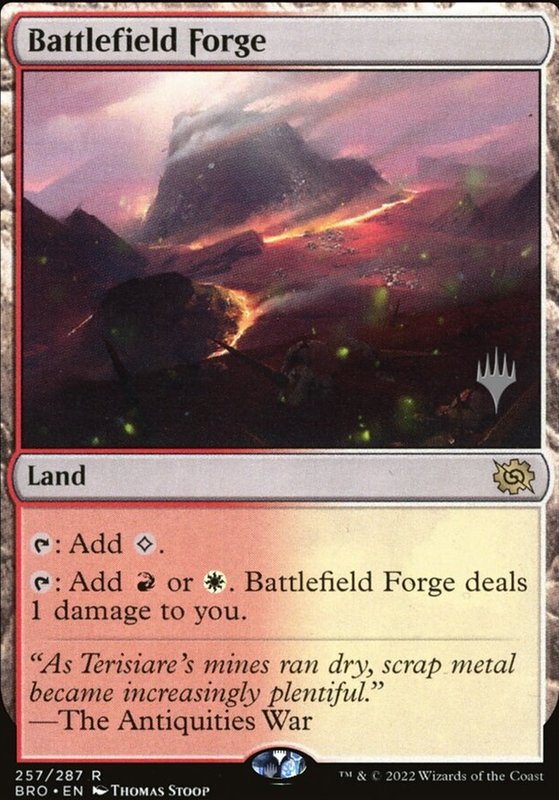 Battlefield Forge
Land
: Add .
: Add or . Battlefield Forge deals
1 damage to you.
“As Terisiare’s mines ran dry, scrap metal
became increasingly plentiful.”
—The Antiquities War
257/287 R
BRO • EN Thomas Stoop
™ & © 2022 Wizards of the Coast